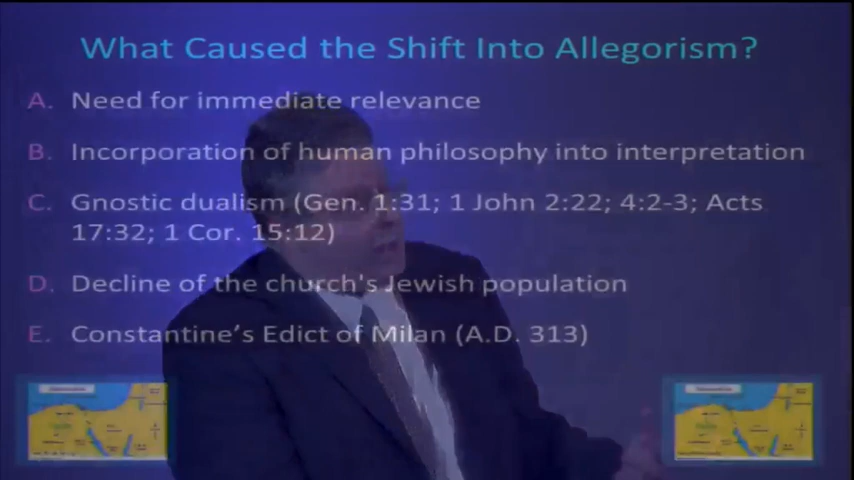 What Caused the Shift Into Allegorism?
A. Need for immediate relevance
B. Incorporation of human philosophy into interpretation
C. Gnostic dualism (Gen. 1:31; 1 John 2:22; 4:2-3; Acts
17:32; 1 Cor. 15:12)
D. Decline of the church's Jewish population
E. Constantine’s Edict of Milan (A.D. 313)